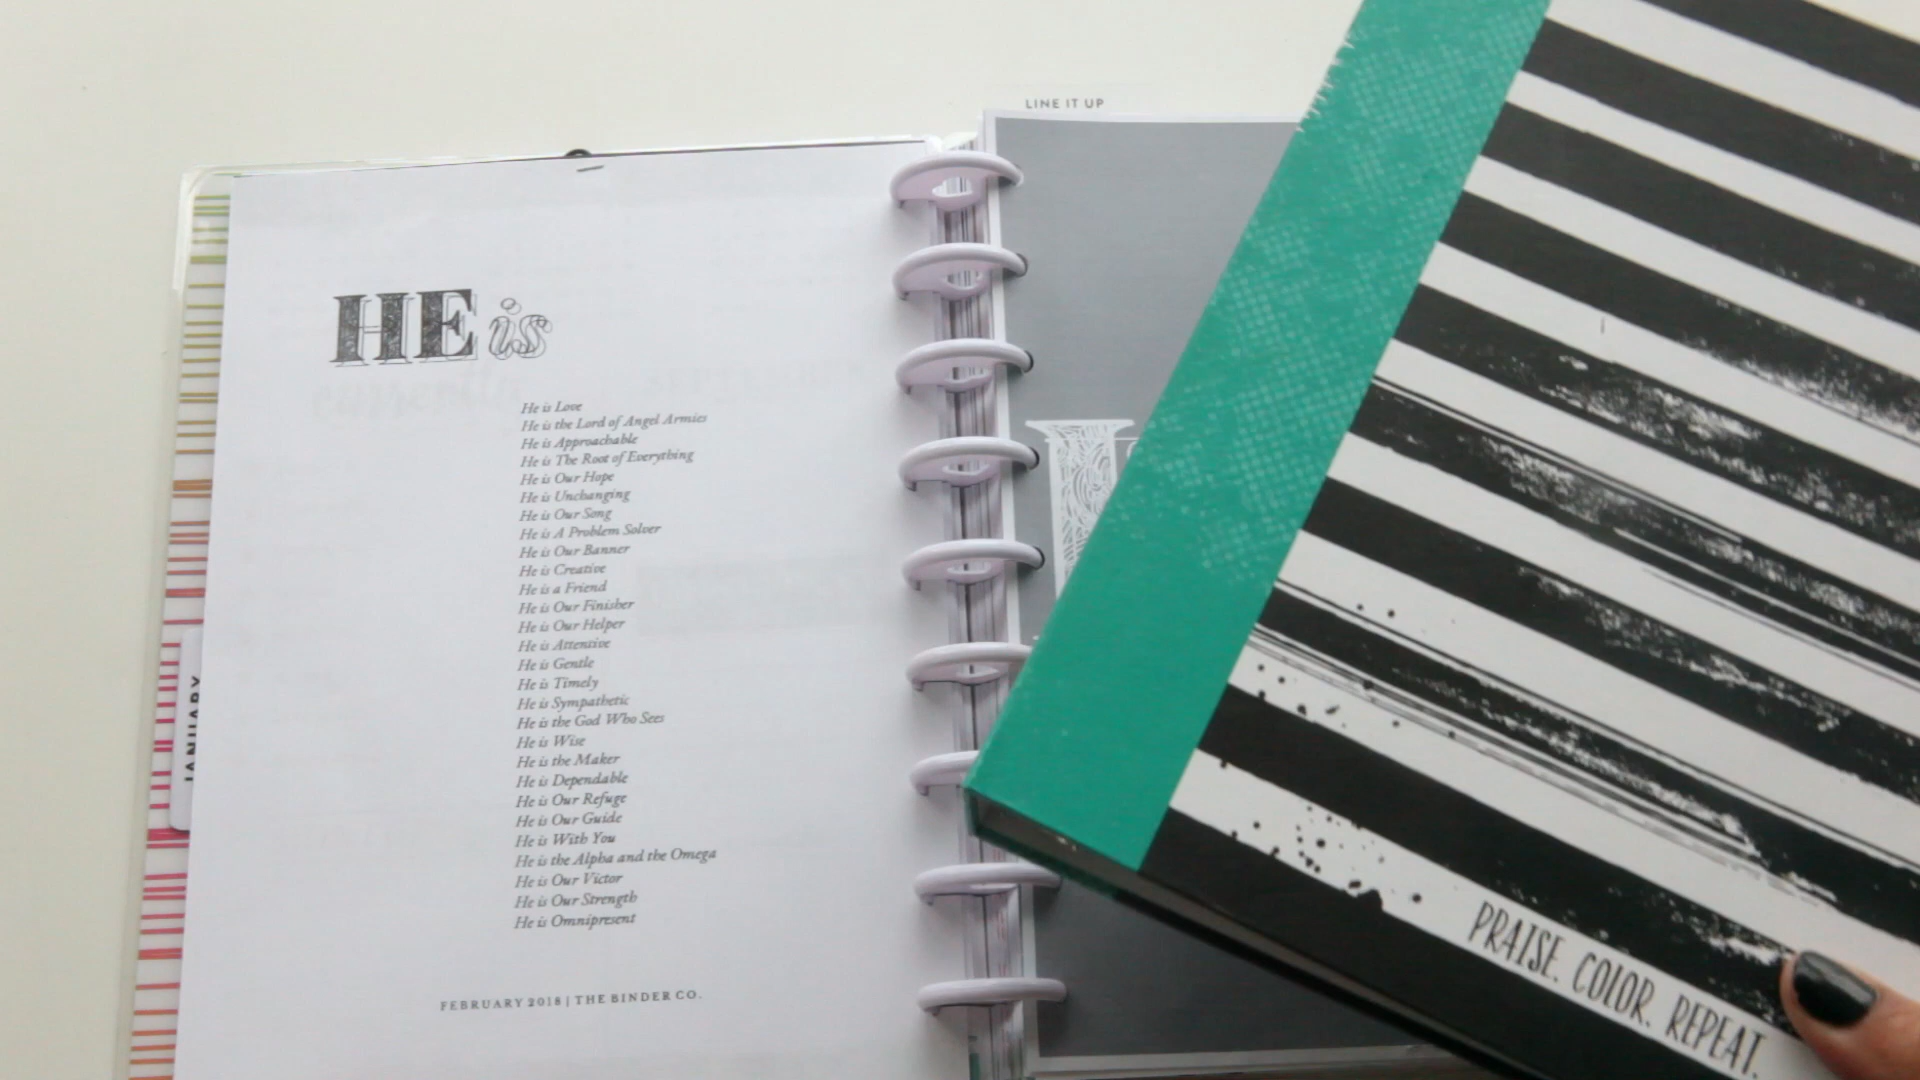 LINE IT UP
HE is
He is Love
He is the Lord of Angel Armies
He is Approachable
He is The Root of Everything
He is Our Hope
He is Unchanging
He is Our Song
He is A Problem Solver
He is Our Banner
He is Creative
He is a Friend
He is Our Finisher
He is Our Helper
He is Attentive
He is Gentle
He is Timely
He is Sympathetic
He is the God Who Sees
He is Wise
He is the Maker
He is Dependable
He is Our Refuge
He is Our Guide
He is With You
He is the Alpha and the Omega
He is Our Victor
He is Our Strength
He is Omnipresent
FEBRUARY 2018 | THE BINDER CO.
JANUARY
PRAISE. COLOR. REPEAT.